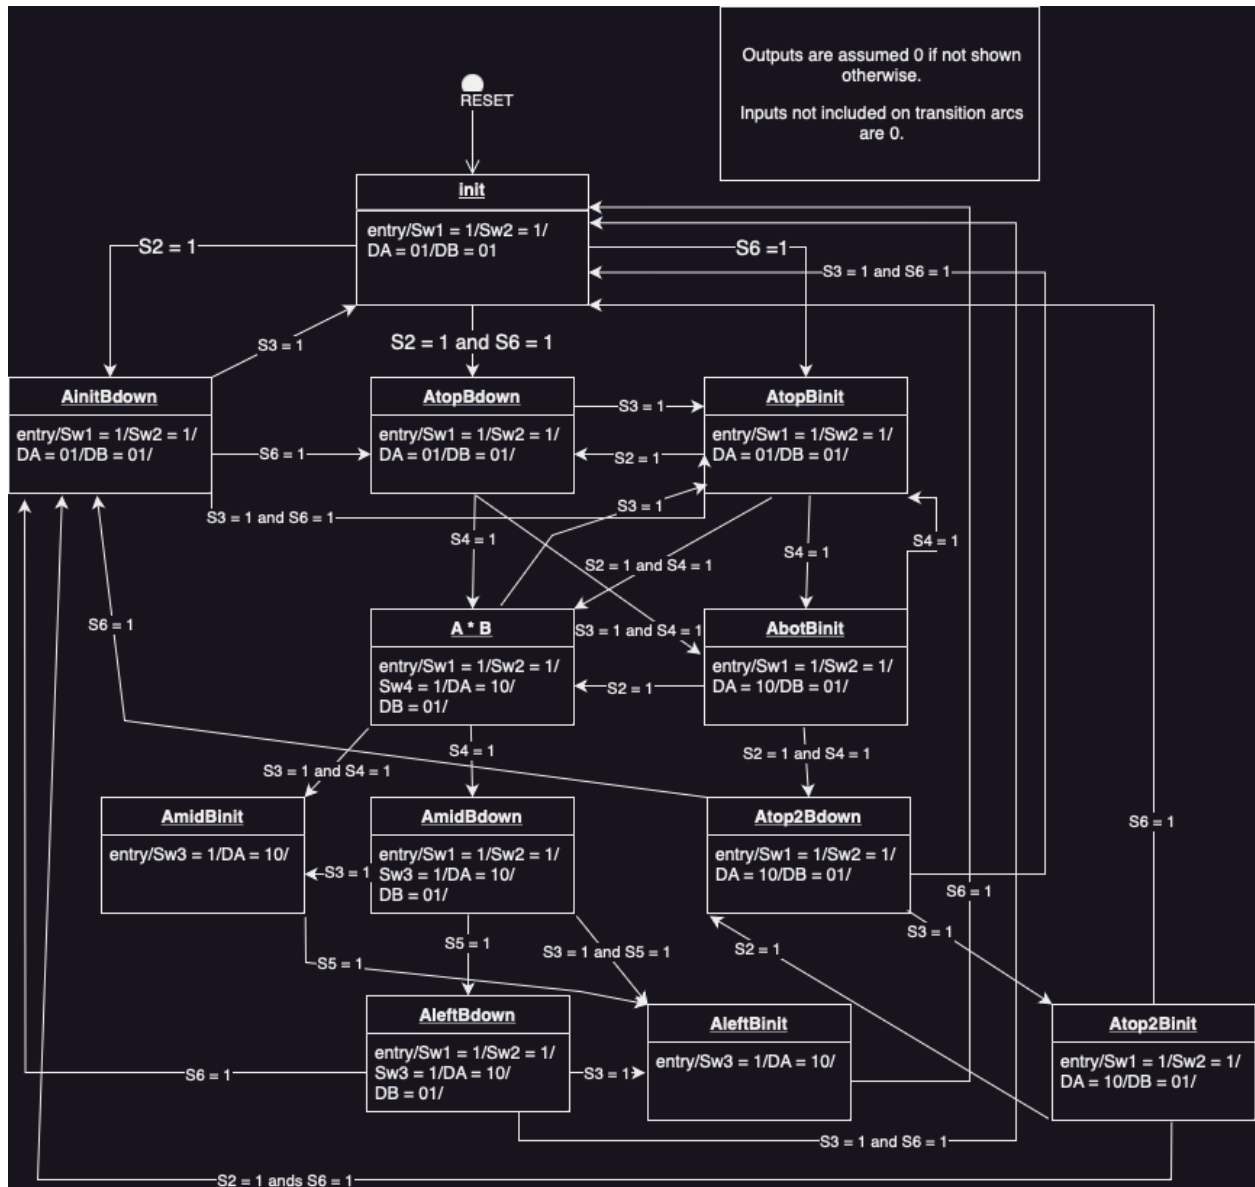 Outputs are assumed 0 if not shown
otherwise.
Inputs not included on transition arcs
are 0.
RESET
init
entry/Sw1 = 1/Sw2 = 1/
DA = 01/DB = 01
S2 = 1
S6 =1
S3 = 1 and S6 = 1
S3 = 1
S2 = 1 and S6 = 1
AinitBdown
entry/Sw1 = 1/Sw2 = 1/
DA = 01/DB = 01/
AtopBdown
entry/Sw1 = 1/Sw2 = 1/
DA = 01/DB = 01/
AtopBinit
entry/Sw1 = 1/Sw2 = 1/
DA = 01/DB = 01/
S3 = 1
S6 = 1
S2 = 1
S3 = 1 and S6 = 1
S3 = 1
S4 = 1
S2 = 1 and S4 = 1
S4 = 1
S4 = 1
S6 = 1
S3 = 1 and S4 = 1
A * B
entry/Sw1 = 1/Sw2 = 1/
Sw4 = 1/DA = 10/
DB = 01/
AbotBinit
entry/Sw1 = 1/Sw2 = 1/
DA = 10/DB = 01/
S2 = 1
S3 = 1 and S4 = 1
S4 = 1
S2 = 1 and S4 = 1
AmidBinit
entry/Sw3 = 1/DA = 10/
AmidBdown
entry/Sw1 = 1/Sw2 = 1/
Sw3 = 1/DA = 10/
DB = 01/
Atop2Bdown
entry/Sw1 = 1/Sw2 = 1/
DA = 10/DB = 01/
S6 = 1
S3 = 1
S6 = 1
S5 = 1
S3 = 1 and S5 = 1
S2 = 1
S3 = 1
S5 = 1
AleftBdown
entry/Sw1 = 1/Sw2 = 1/
Sw3 = 1/DA = 10/
DB = 01/
AleftBinit
entry/Sw3 = 1/DA = 10/
Atop2Binit
entry/Sw1 = 1/Sw2 = 1/
DA = 10/DB = 01/
S6 = 1
S3 = 1
S3 = 1 and S6 = 1
S2 = 1 ands S6 = 1